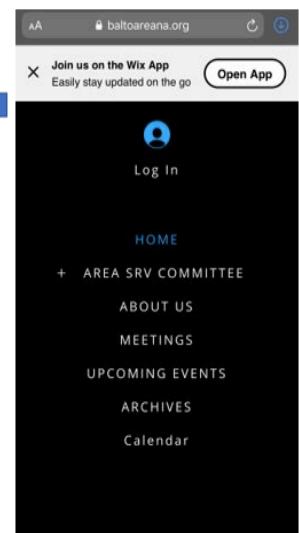 AA baltoareana.org
Join us on the Wix App
Easily stay updated on the go
Open App
Log In
HOME
+ AREA SRV COMMITTEE
ABOUT US
MEETINGS
UPCOMING EVENTS
ARCHIVES
Calendar